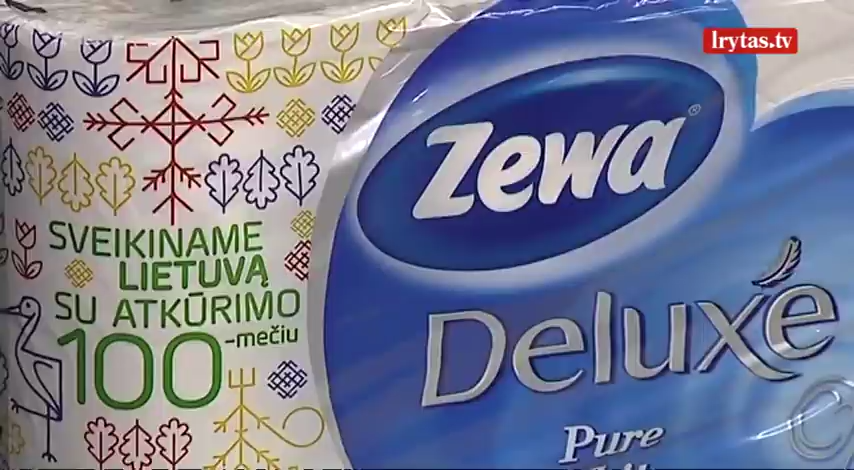 lrytas.tv
Zewa®
SVEIKINAME
LIETUVĄ
SU ATKŪRIMO
100-mečiu
Deluxe
Pure